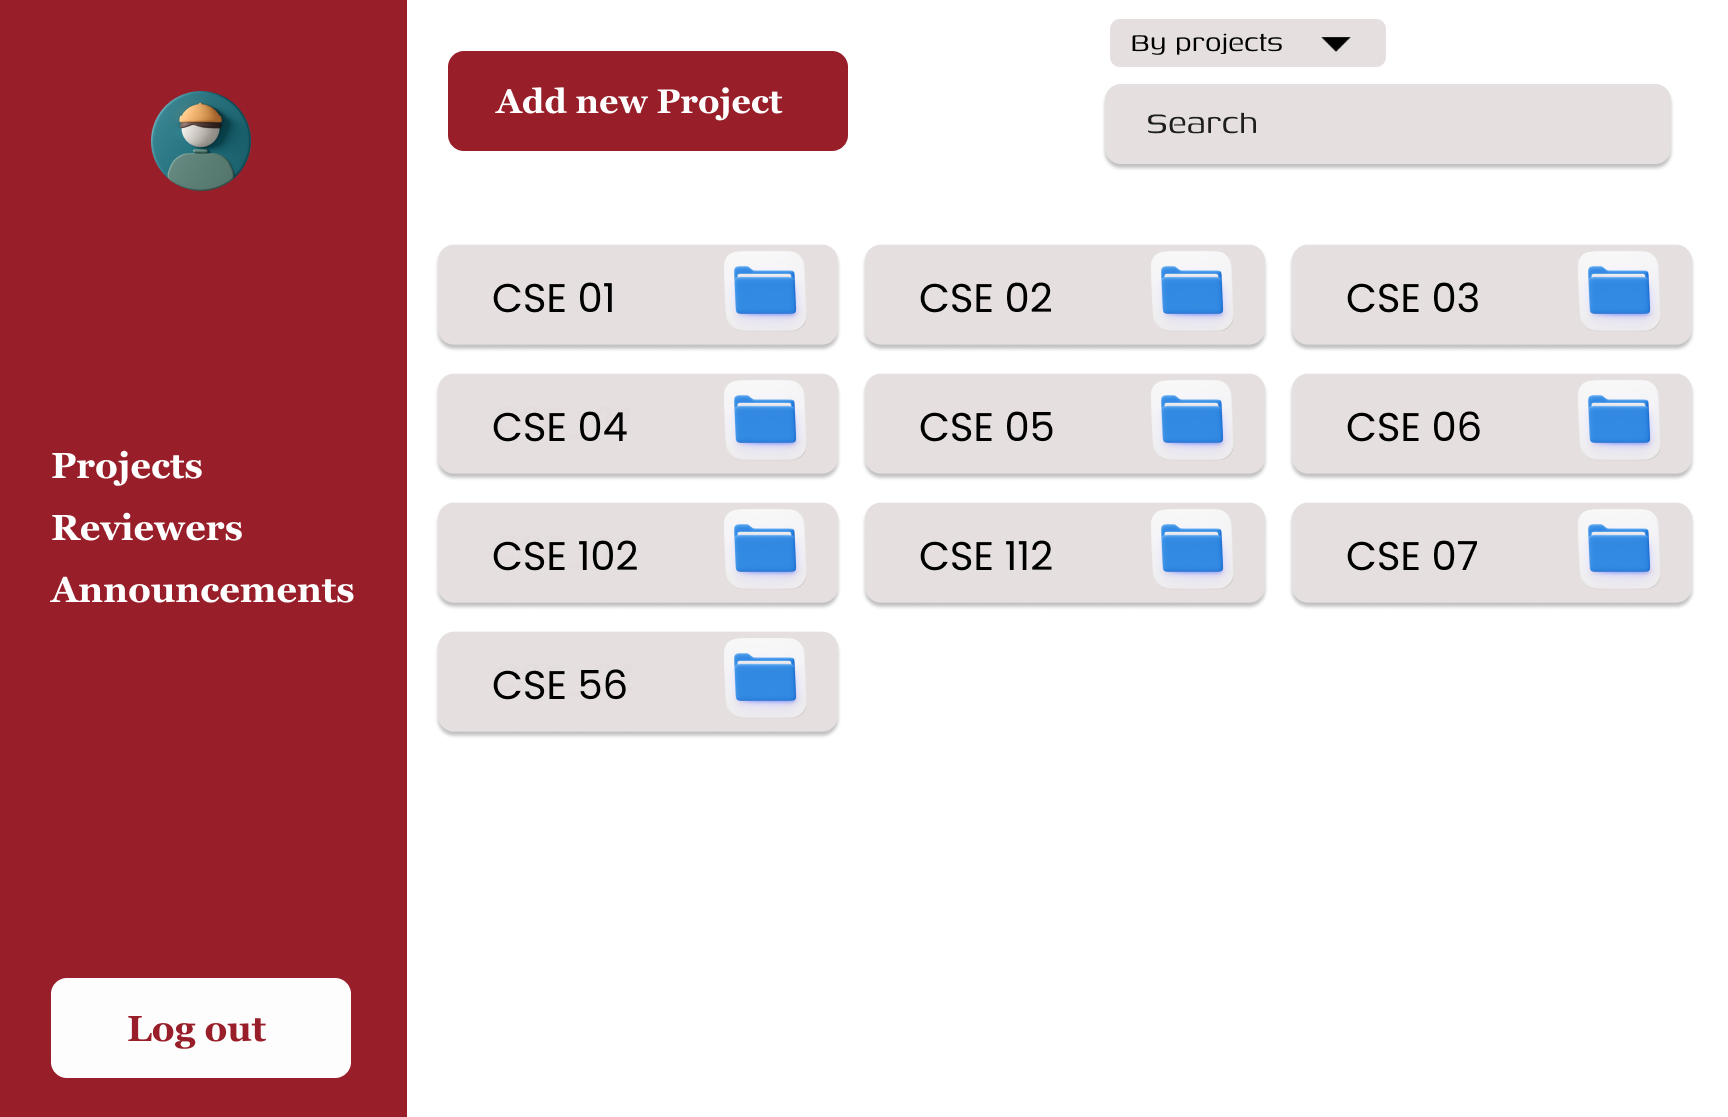 Projects
Reviewers
Announcements
Log out
Add new Project
By projects
Search
CSE 01
CSE 02
CSE 03
CSE 04
CSE 05
CSE 06
CSE 102
CSE 112
CSE 07
CSE 56